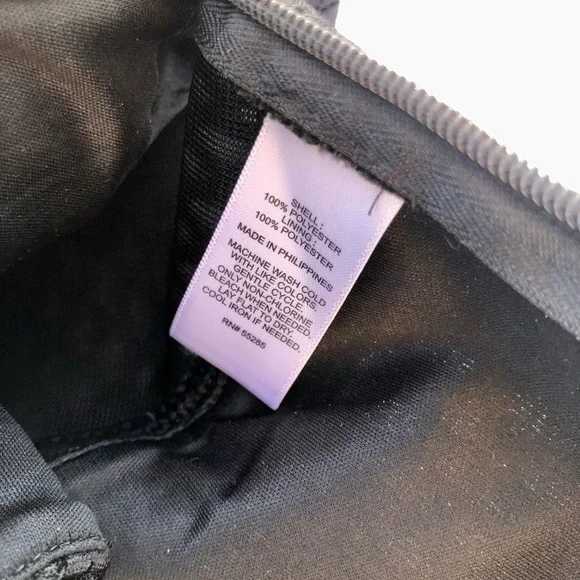 SHELL :
100% POLYESTER
LINING :
100% POLYESTER
MADE IN PHILIPPINES
MACHINE WASH COLD
WITH LIKE COLORS.
GENTLE CYCLE.
ONLY NON-CHLORINE
BLEACH WHEN NEEDED.
LAY FLAT TO DRY.
COOL IRON IF NEEDED.
RN# 55285